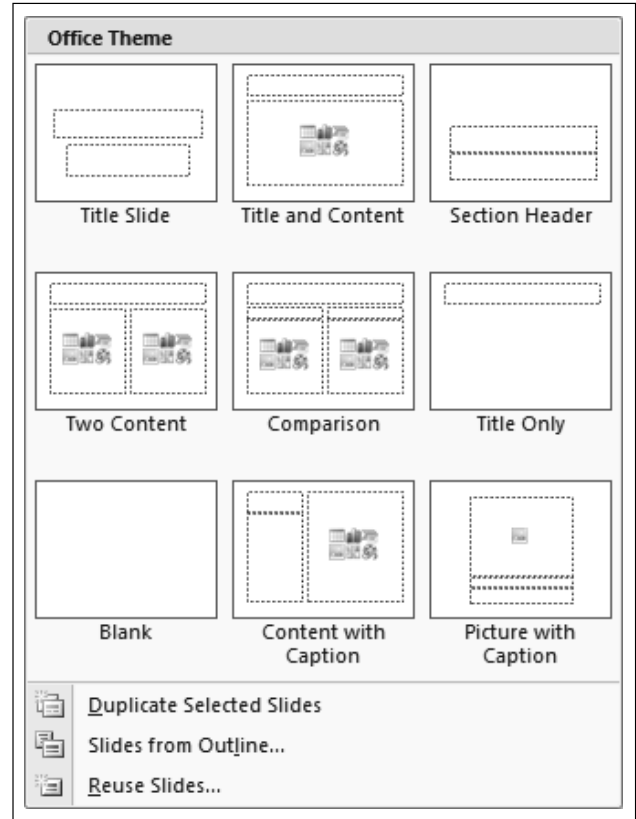 Office Theme
Title Slide
Title and Content
Section Header
Two Content
Comparison
Title Only
Blank
Content with
Caption
Picture with
Caption
Duplicate Selected Slides
Slides from Outline...
Reuse Slides...